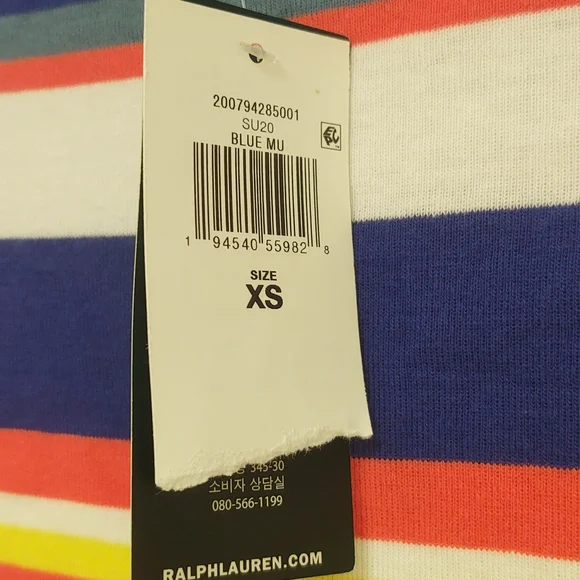 200794285001
SU20
BLUE MU
1 94540 55982 8
SIZE
XS
345-30
소비자 상담실
080-566-1199
RALPHLAUREN.COM